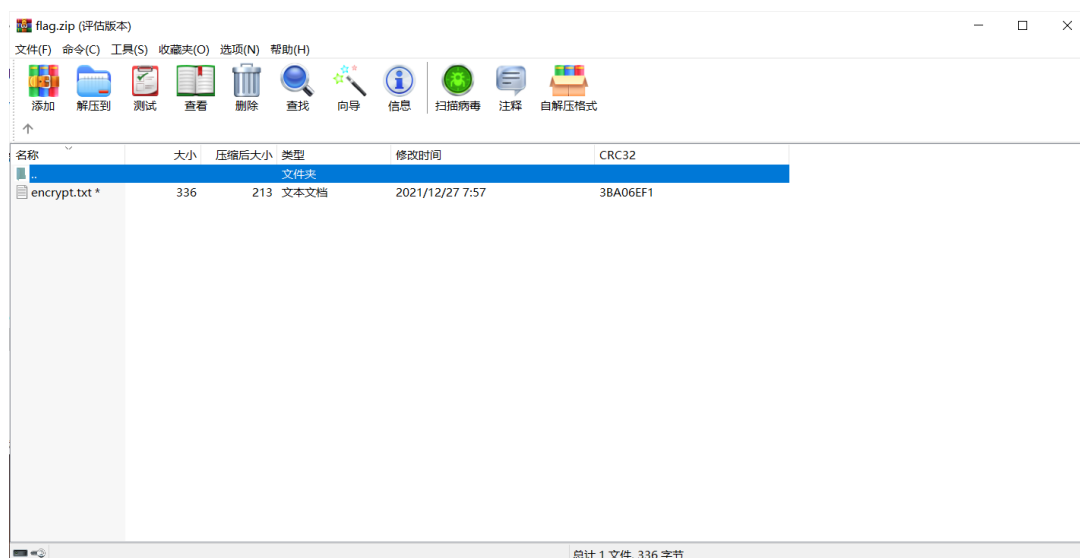 flag.zip (评估版本)
文件(F) 命令(C) 工具(S) 收藏夹(O) 选项(N) 帮助(H)
添加 解压到 测试 查看 删除 查找 向导 信息 扫描病毒 注释 自解压格式
名称 大小 压缩后大小 类型 修改时间 CRC32
.. 文件夹
encrypt.txt * 336 213 文本文档 2021/12/27 7:57 3BA06EF1
总计 1 文件, 336 字节